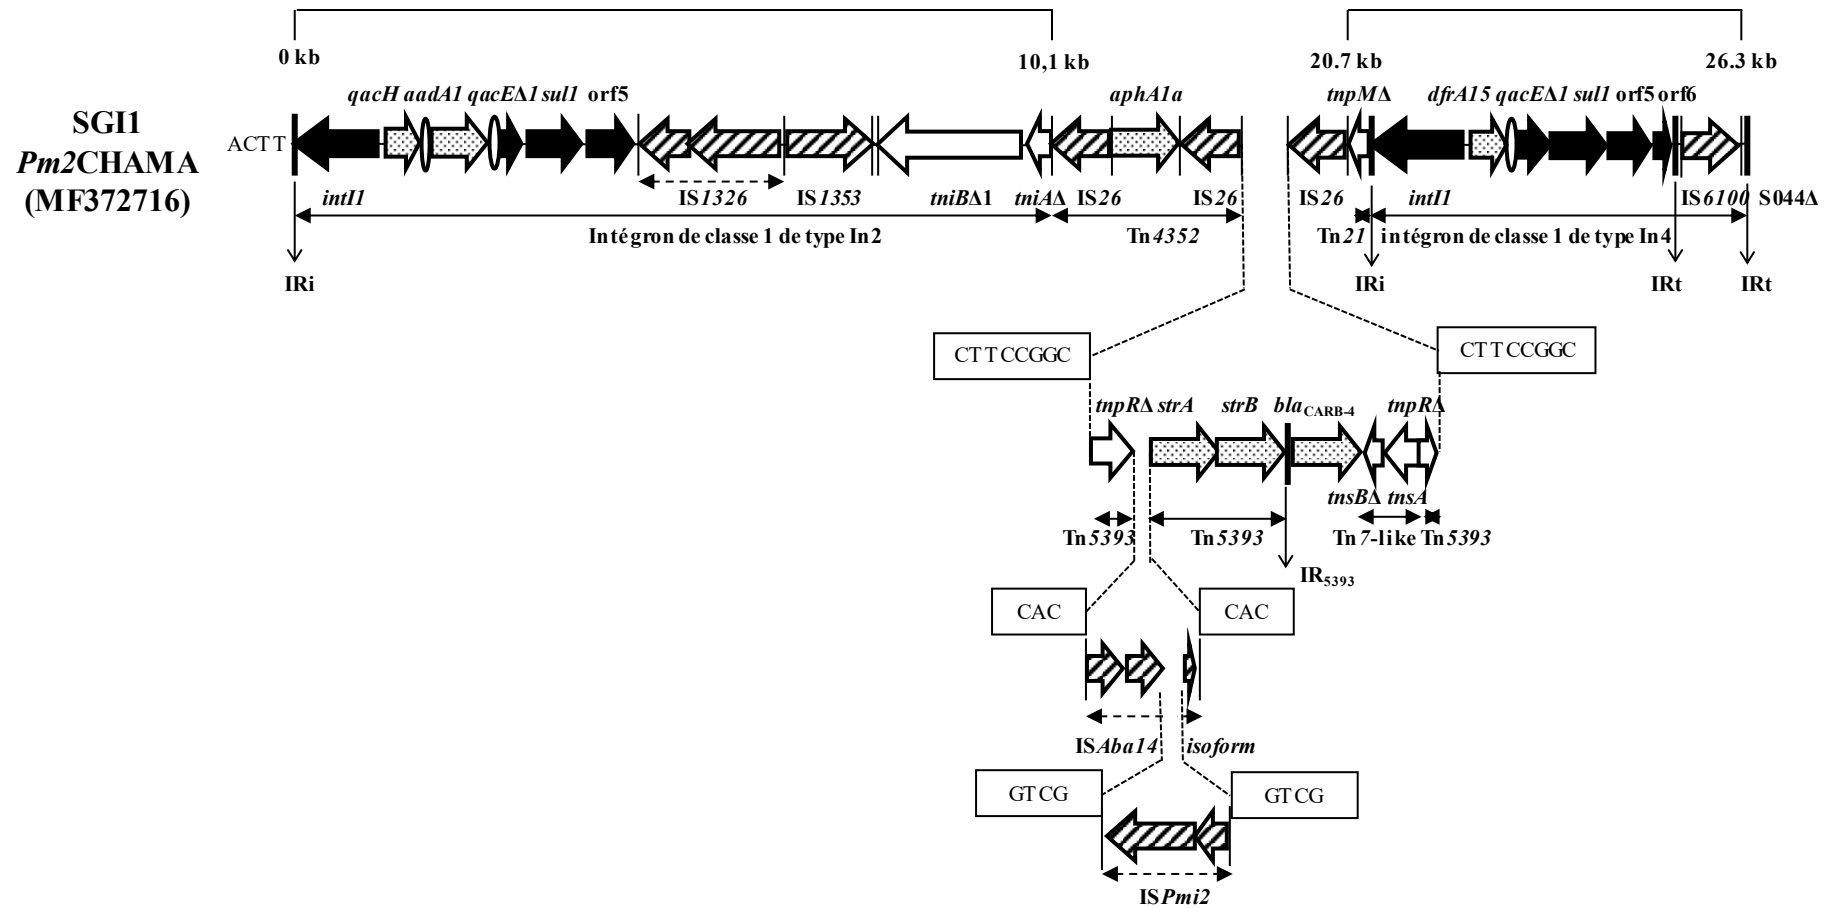 0 kb 10,1 kb 20.7 kb 26.3 kb
qacH aadA1 qacEΔ1 sul1 orf5 aphA1a tnpMΔ dfrA15 qacEΔ1 sul1 orf5 orf6
SGI1
Pm2CHAMA
(MF372716)
ACTT
intI1 IS1326 IS1353 tniBΔ1 tniAΔ IS26 IS26 IS26 intI1 IS6100 S044Δ
Intégron de classe 1 de type In2 Tn4352 Tn21 intégron de classe 1 de type In4
IRi IRi IRt IRt
CTTCCGGC CTTCCGGC
tnpRΔ strA strB blaCARB-4 tnpRΔ
tnsBΔ tnsA
Tn5393 Tn5393 Tn7-like Tn5393
IR5393
CAC CAC
ISAba14 isoform
GTCG GTCG
ISPmi2